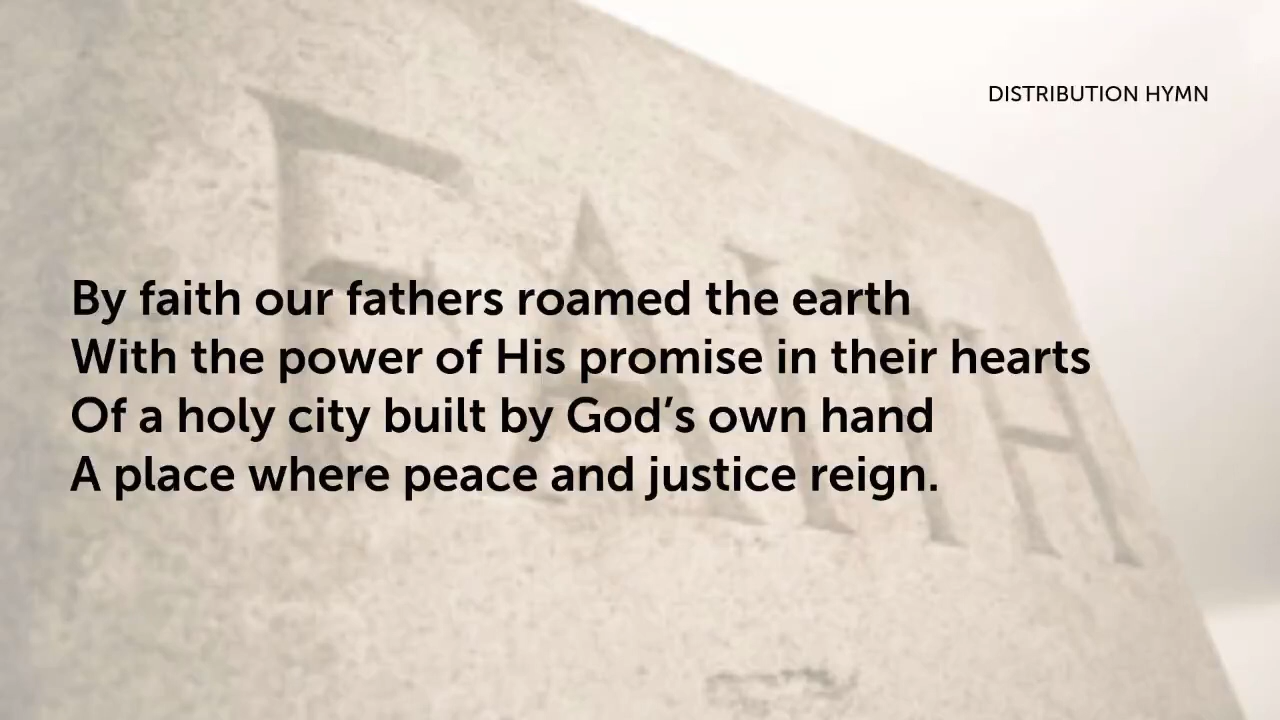 DISTRIBUTION HYMN
FAITH
By faith our fathers roamed the earth
With the power of His promise in their hearts
Of a holy city built by God’s own hand
A place where peace and justice reign.